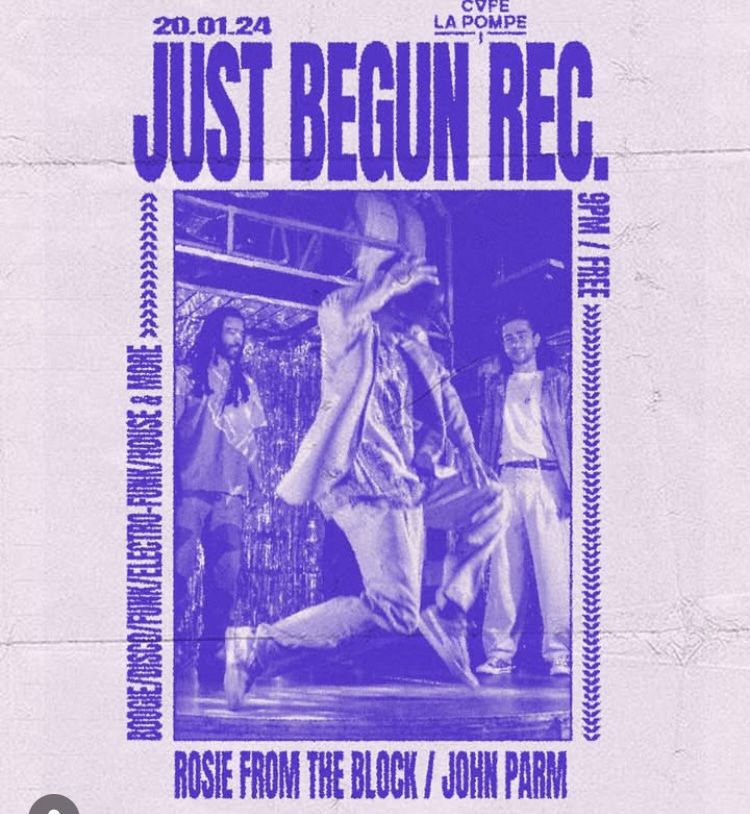 20.01.24
CVFE
LA POMPE
JUST BEGUN REC.
9PM / FREE
BOOGIE/DISCO/FUNK/ELECTRO-FUNK/HOUSE & MORE
ROSIE FROM THE BLOCK / JOHN PARM